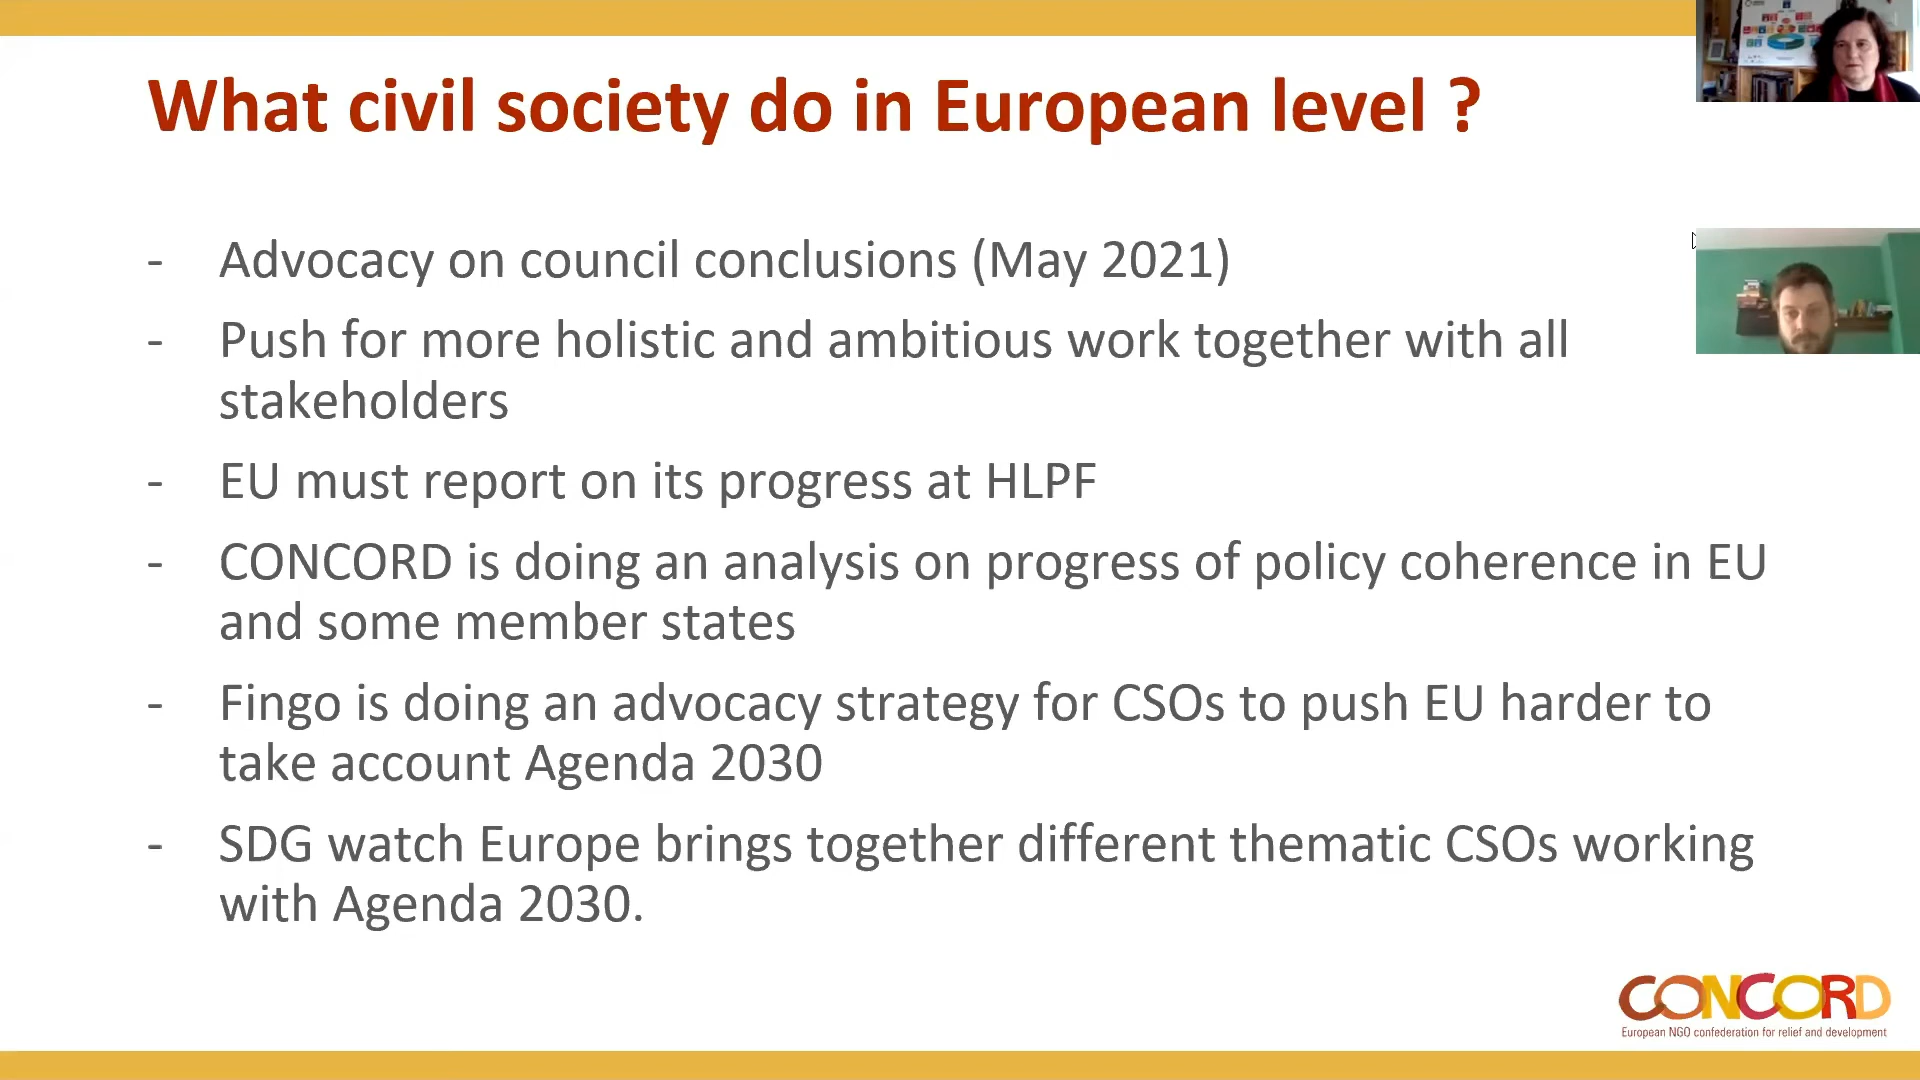 What civil society do in European level ?
- Advocacy on council conclusions (May 2021)
- Push for more holistic and ambitious work together with all
stakeholders
- EU must report on its progress at HLPF
- CONCORD is doing an analysis on progress of policy coherence in EU
and some member states
- Fingo is doing an advocacy strategy for CSOs to push EU harder to
take account Agenda 2030
- SDG watch Europe brings together different thematic CSOs working
with Agenda 2030.
CONCORD
European NGO confederation for relief and development